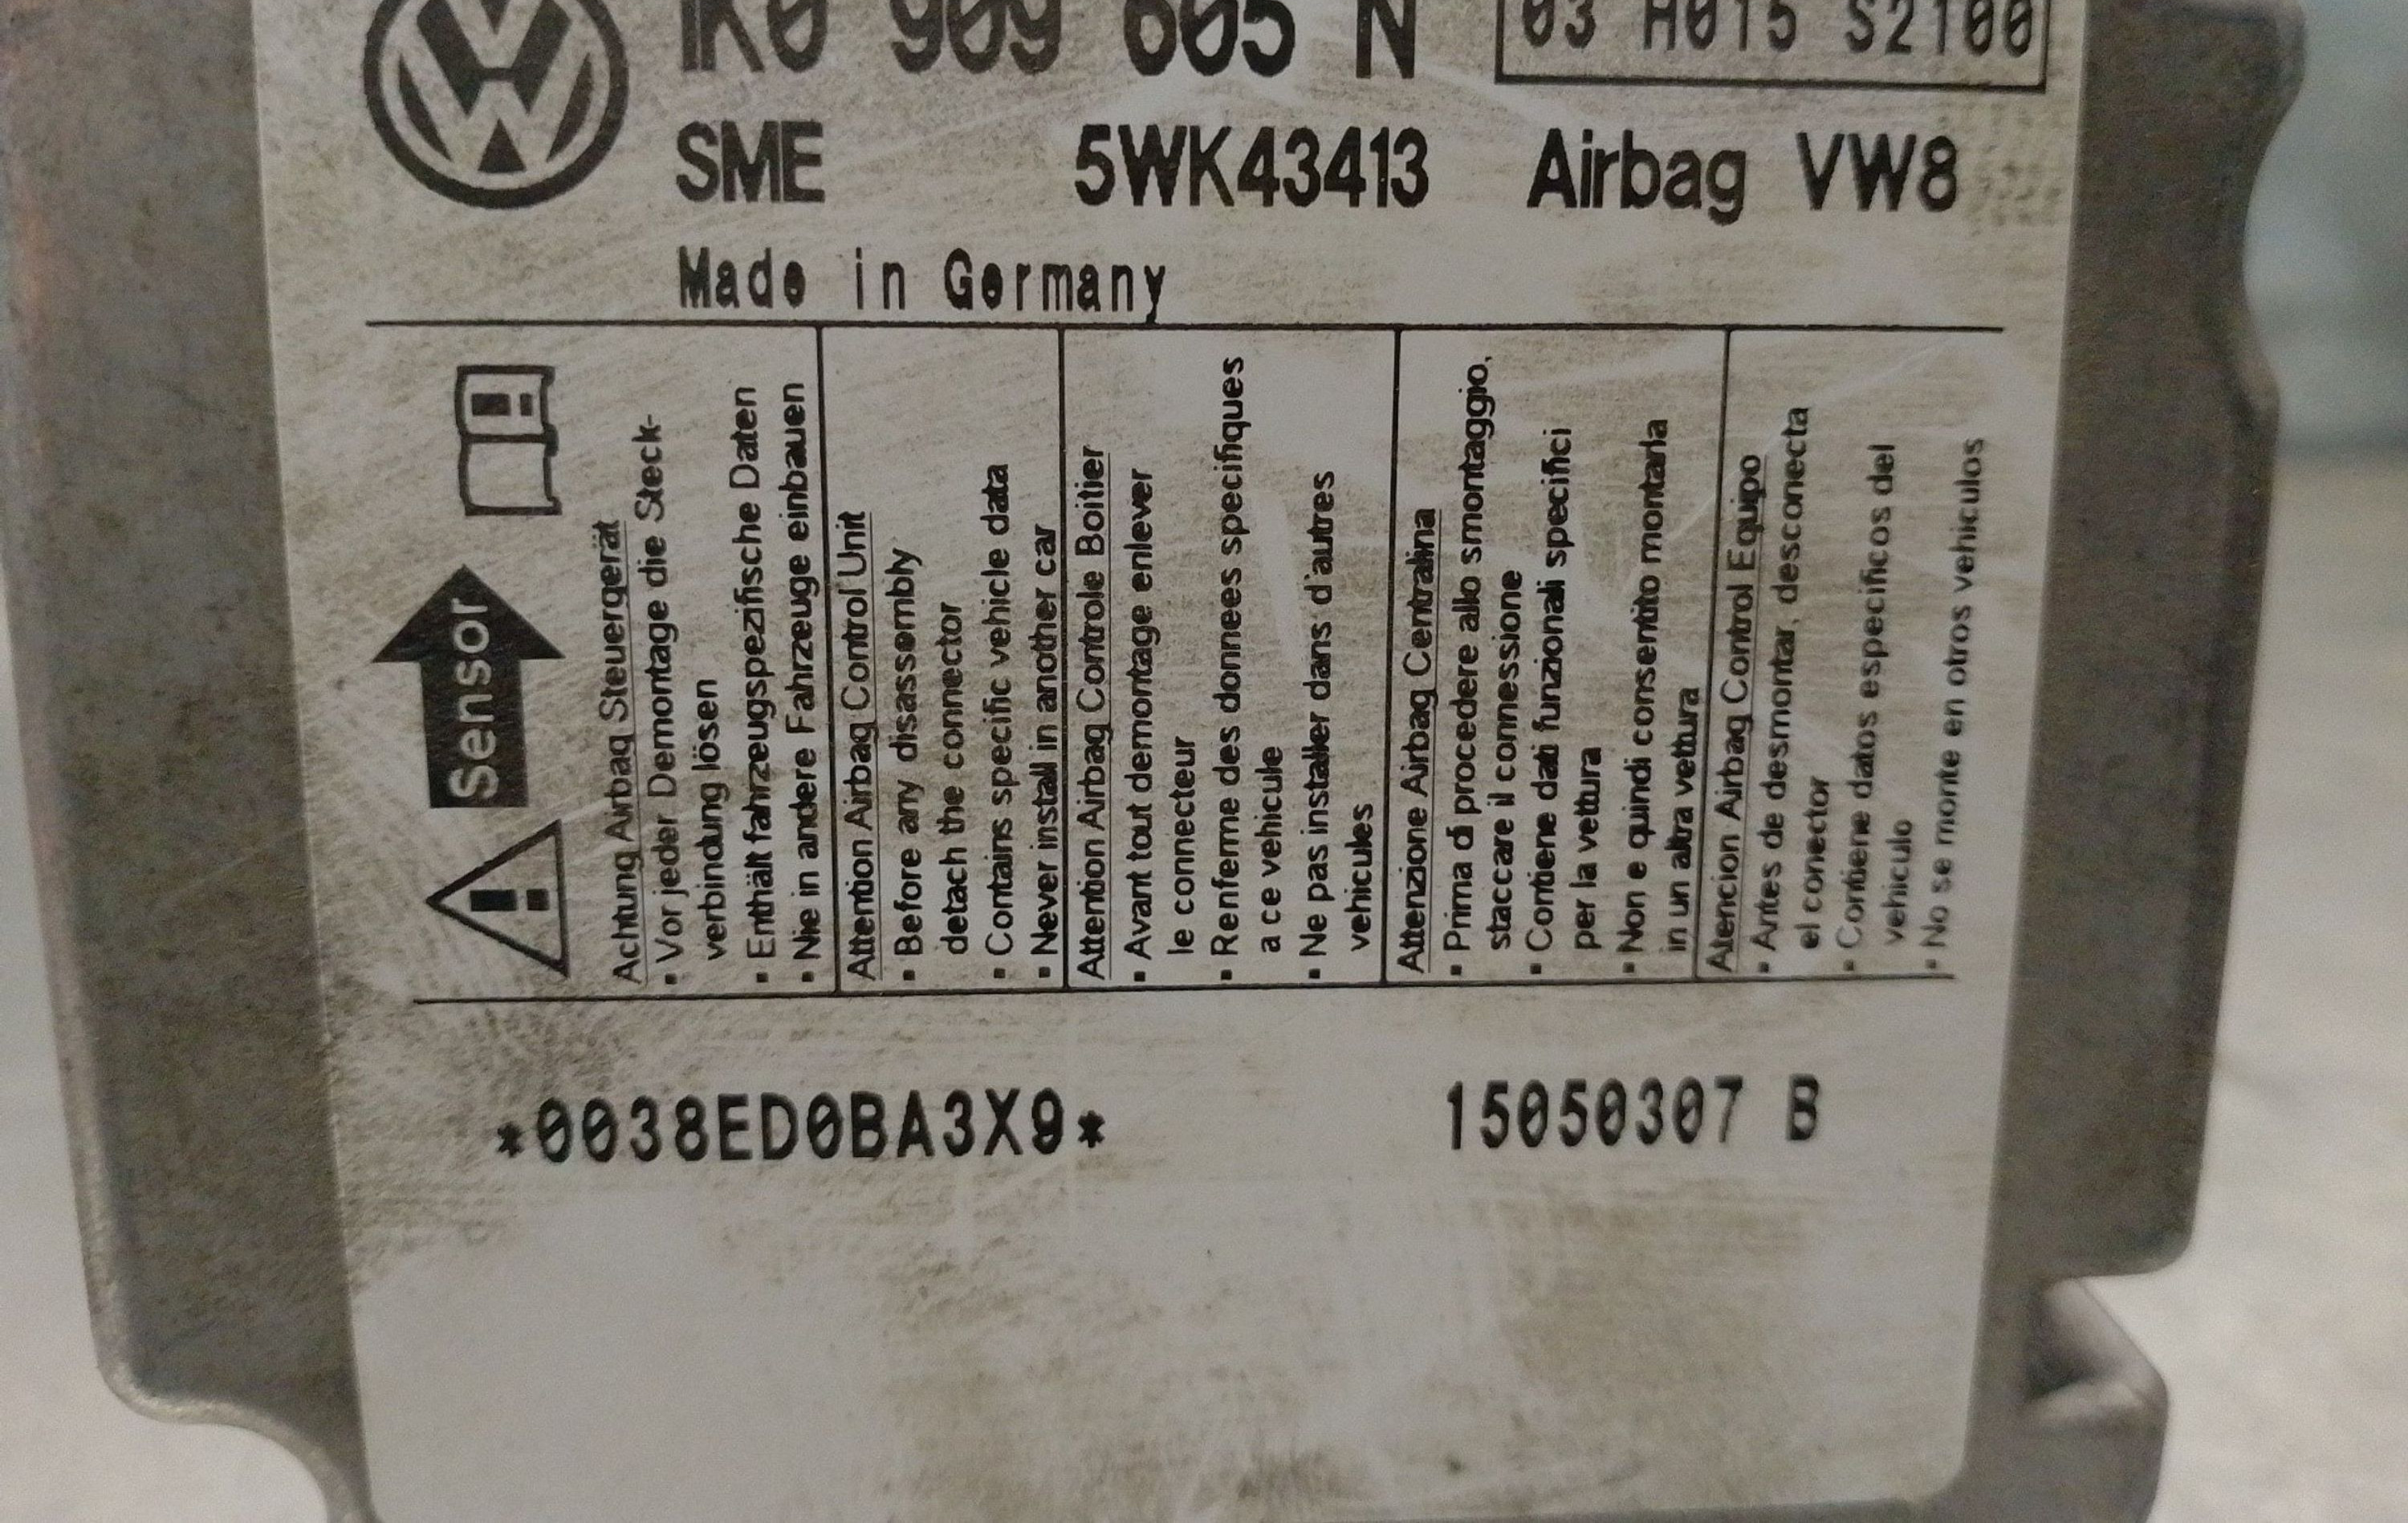 1K0 909 605 N
03 H015 S2100
SME 5WK43413 Airbag VW8
Made in Germany
Sensor
Achtung Airbag Steuergerät
▪ Vor jeder Demontage die Steck-
verbindung lösen
▪ Enthält fahrzeugspezifische Daten
▪ Nie in andere Fahrzeuge einbauen
Attention Airbag Control Unit
▪ Before any disassembly
detach the connector
▪ Contains specific vehicle data
▪ Never install in another car
Attention Airbag Controle Boitier
▪ Avant tout demontage enlever
le connecteur
▪ Renferme des donnees specifiques
a ce vehicule
▪ Ne pas installer dans d'autres
vehicules
Attenzione Airbag Centralina
▪ Prima di procedere allo smontaggio,
staccare il connessione
▪ Contiene dati funzionali specifici
per la vettura
▪ Non e quindi consentito montarla
in un altra vettura
Atencion Airbag Control Equipo
▪ Antes de desmontar, desconecta
el conector
▪ Contiene datos especificos del
vehiculo
▪ No se monte en otros vehiculos
*0038ED0BA3X9* 15050307 B